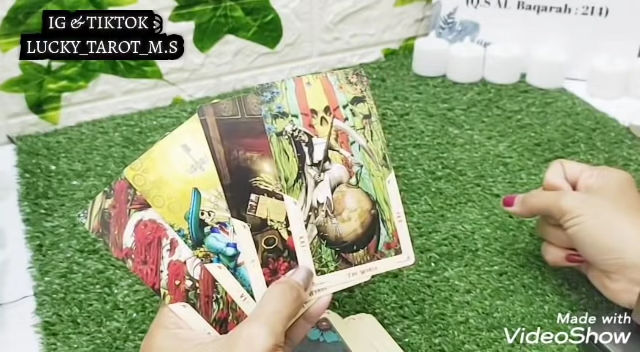 IG & TIKTOK :
LUCKY_TAROT_M.S
(Q.S AL Baqarah : 214)
THE WORLD
Made with
VideoShow